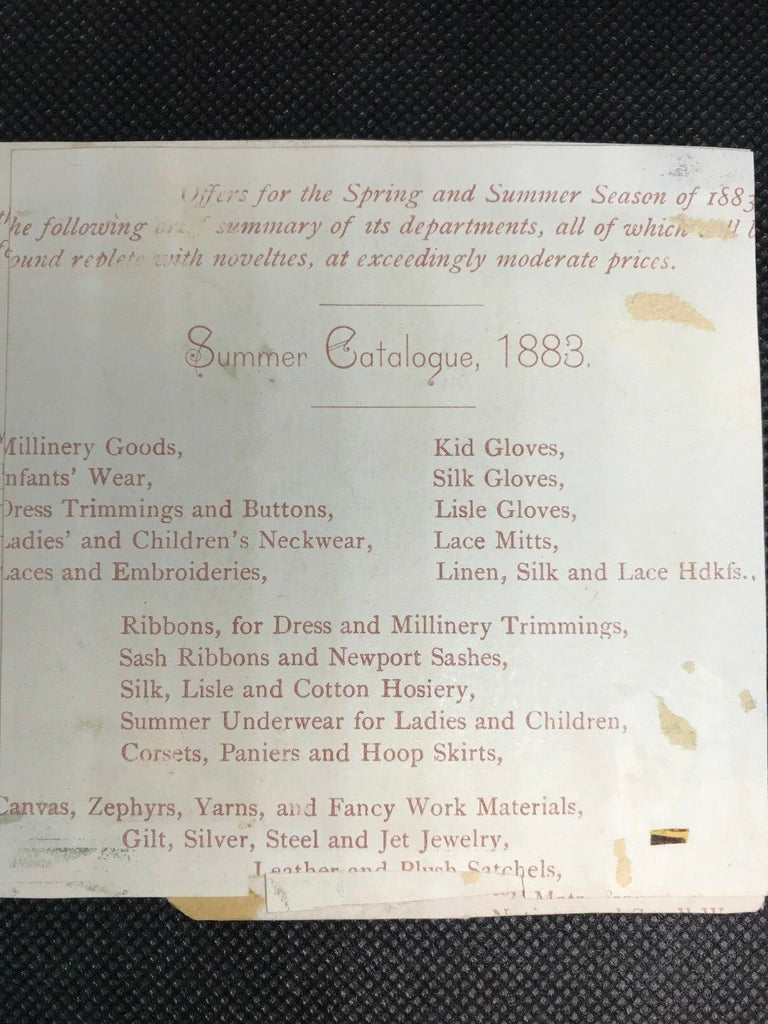 Offers for the Spring and Summer Season of 1883
the following brief summary of its departments, all of which will b
found replete with novelties, at exceedingly moderate prices.
Summer Catalogue, 1883.
Millinery Goods,
Infants' Wear,
Dress Trimmings and Buttons,
Ladies' and Children's Neckwear,
Laces and Embroideries,
Kid Gloves,
Silk Gloves,
Lisle Gloves,
Lace Mitts,
Linen, Silk and Lace Hdkfs.,
Ribbons, for Dress and Millinery Trimmings,
Sash Ribbons and Newport Sashes,
Silk, Lisle and Cotton Hosiery,
Summer Underwear for Ladies and Children,
Corsets, Paniers and Hoop Skirts,
Canvas, Zephyrs, Yarns, and Fancy Work Materials,
Gilt, Silver, Steel and Jet Jewelry,
Leather and Plush Satchels,